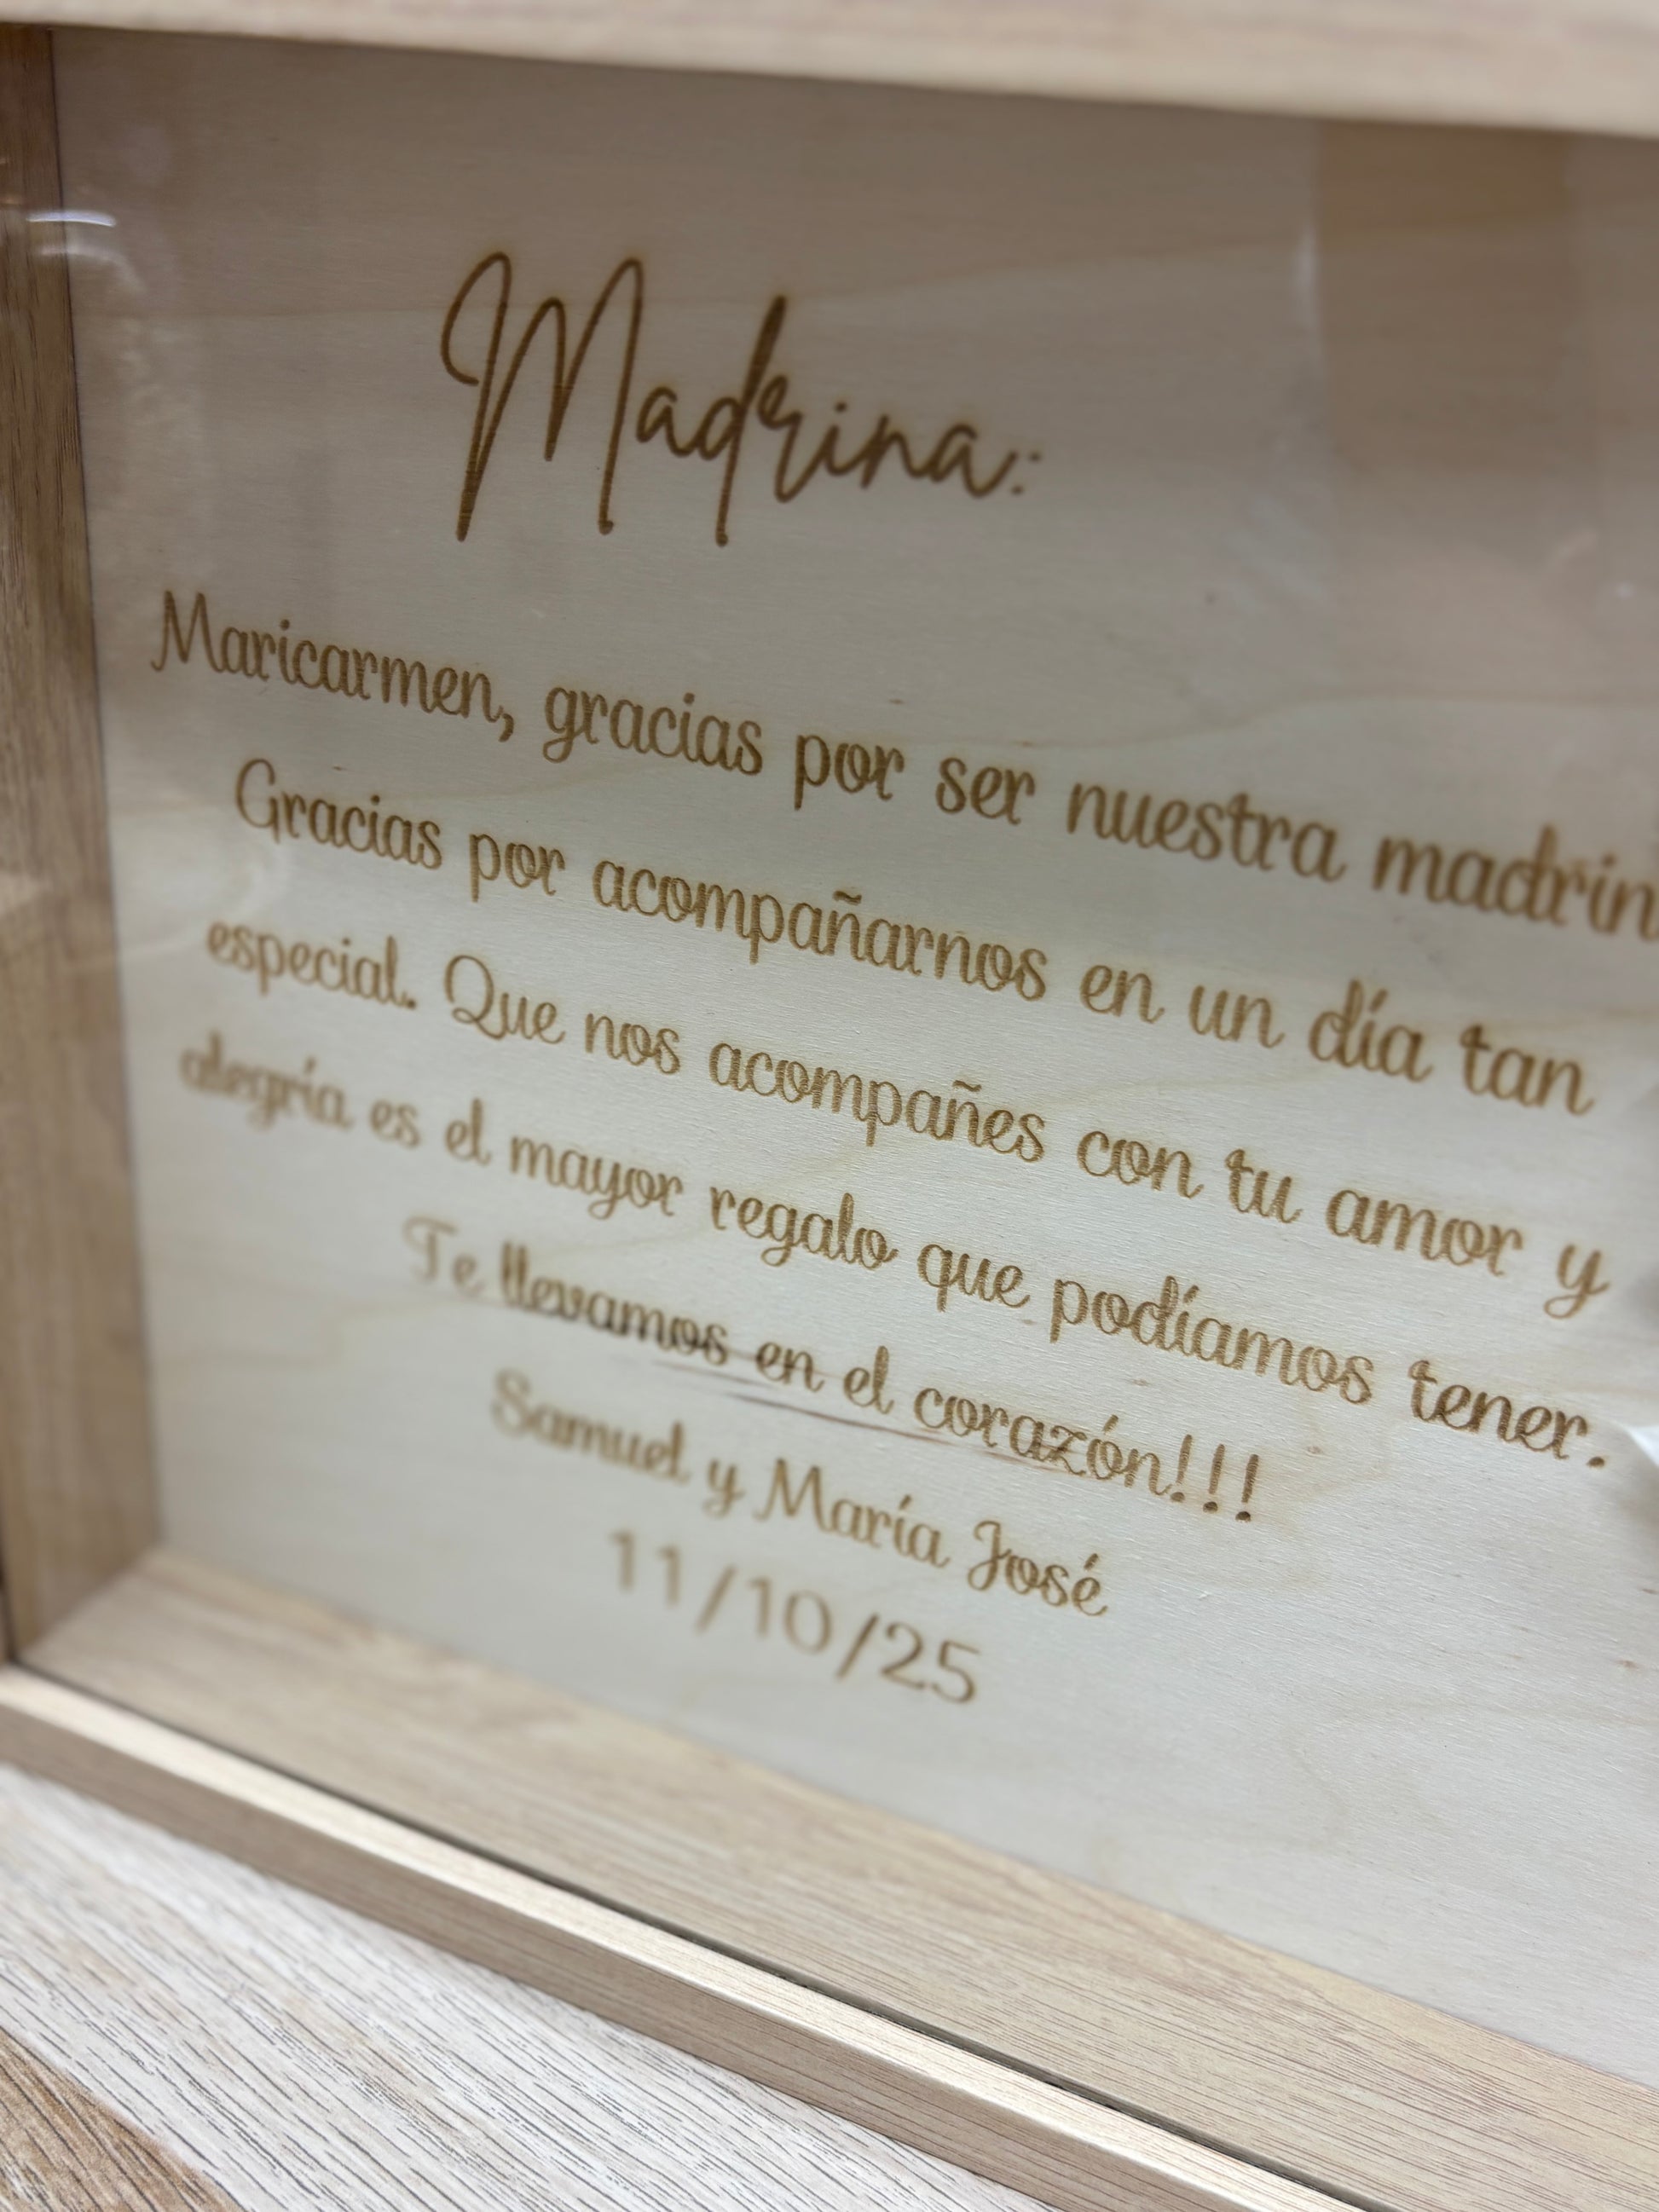 Madrina:
Maricarmen, gracias por ser nuestra madrin
Gracias por acompañarnos en un día tan
especial. Que nos acompañes con tu amor y
alegría es el mayor regalo que podíamos tener.
Te llevamos en el corazón!!!
Samuel y María José
11/10/25